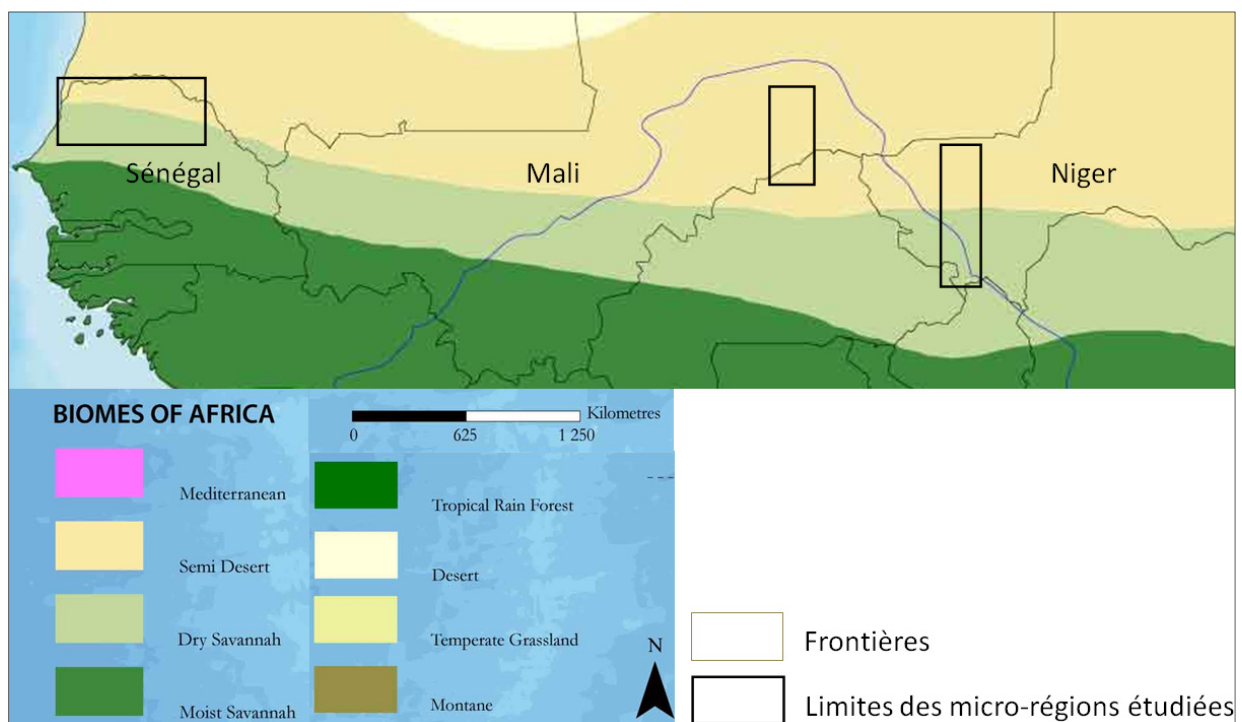 Sénégal
Mali
Niger
BIOMES OF AFRICA
Kilometres
0 625 1 250
Mediterranean
Semi Desert
Dry Savannah
Moist Savannah
Tropical Rain Forest
Desert
Temperate Grassland
Montane
N
Frontières
Limites des micro-régions étudiées